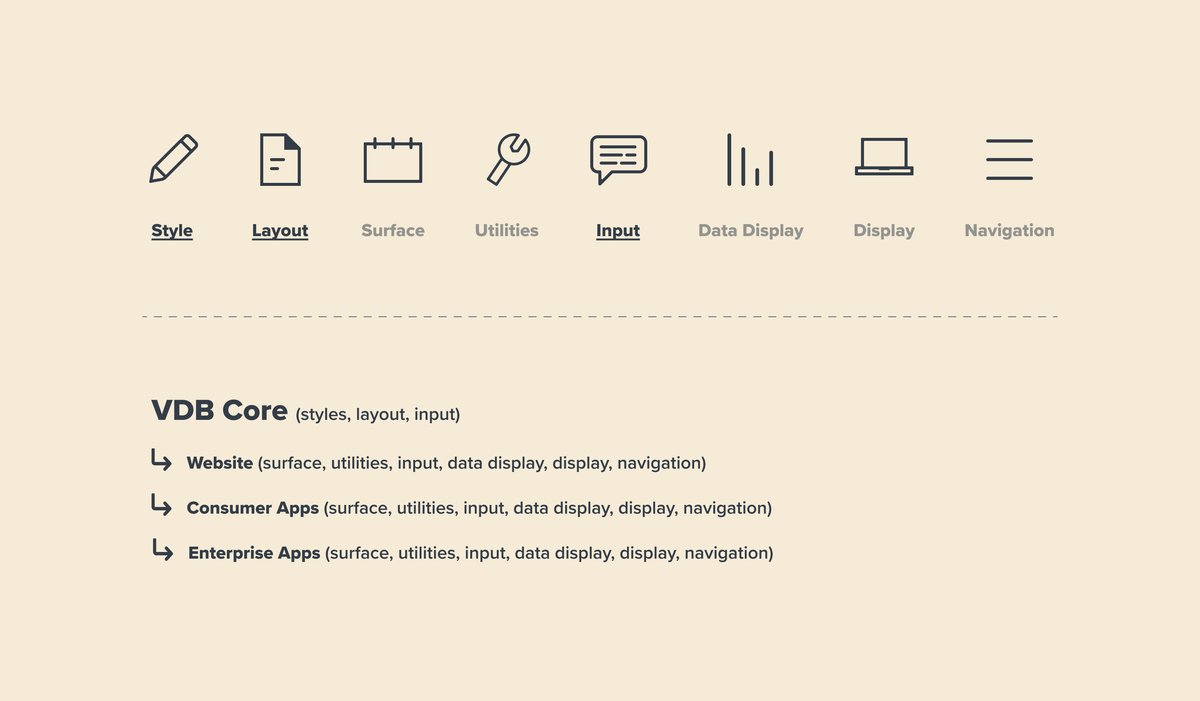 Style Layout Surface Utilities Input Data Display Display Navigation
VDB Core (styles, layout, input)
Website (surface, utilities, input, data display, display, navigation)
Consumer Apps (surface, utilities, input, data display, display, navigation)
Enterprise Apps (surface, utilities, input, data display, display, navigation)